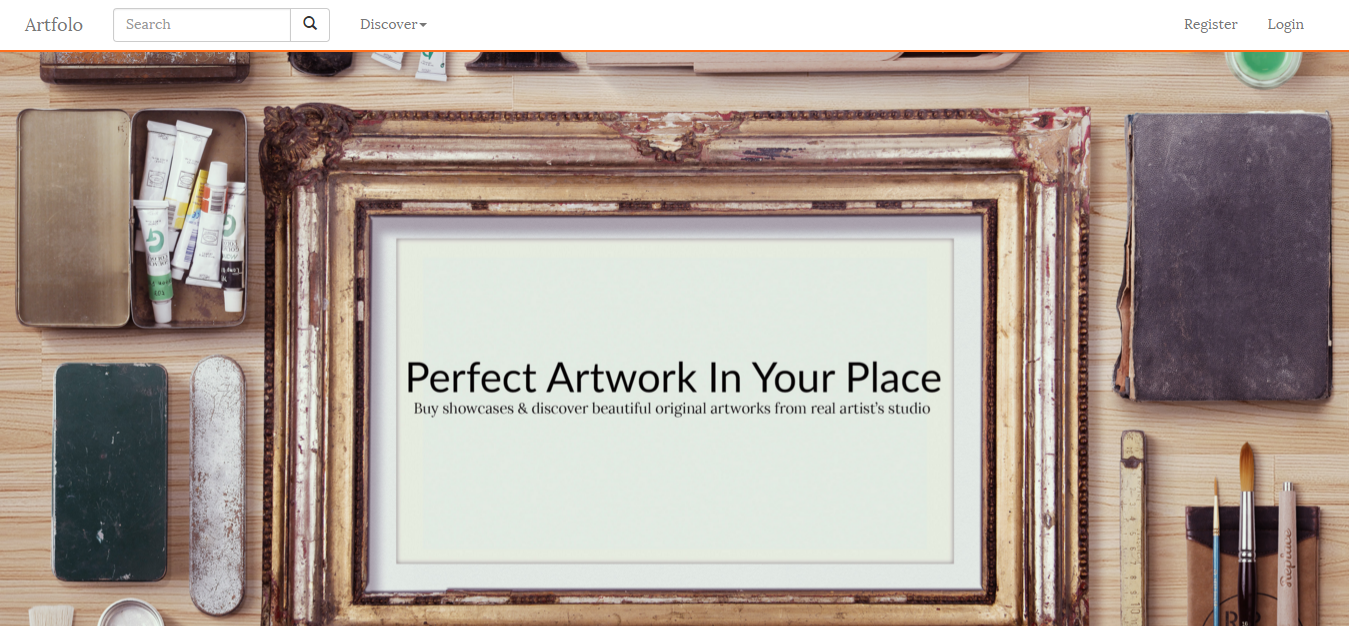 Artfolo
Search
Discover
Register
Login
Perfect Artwork In Your Place
Buy showcases & discover beautiful original artworks from real artist's studio
Replace